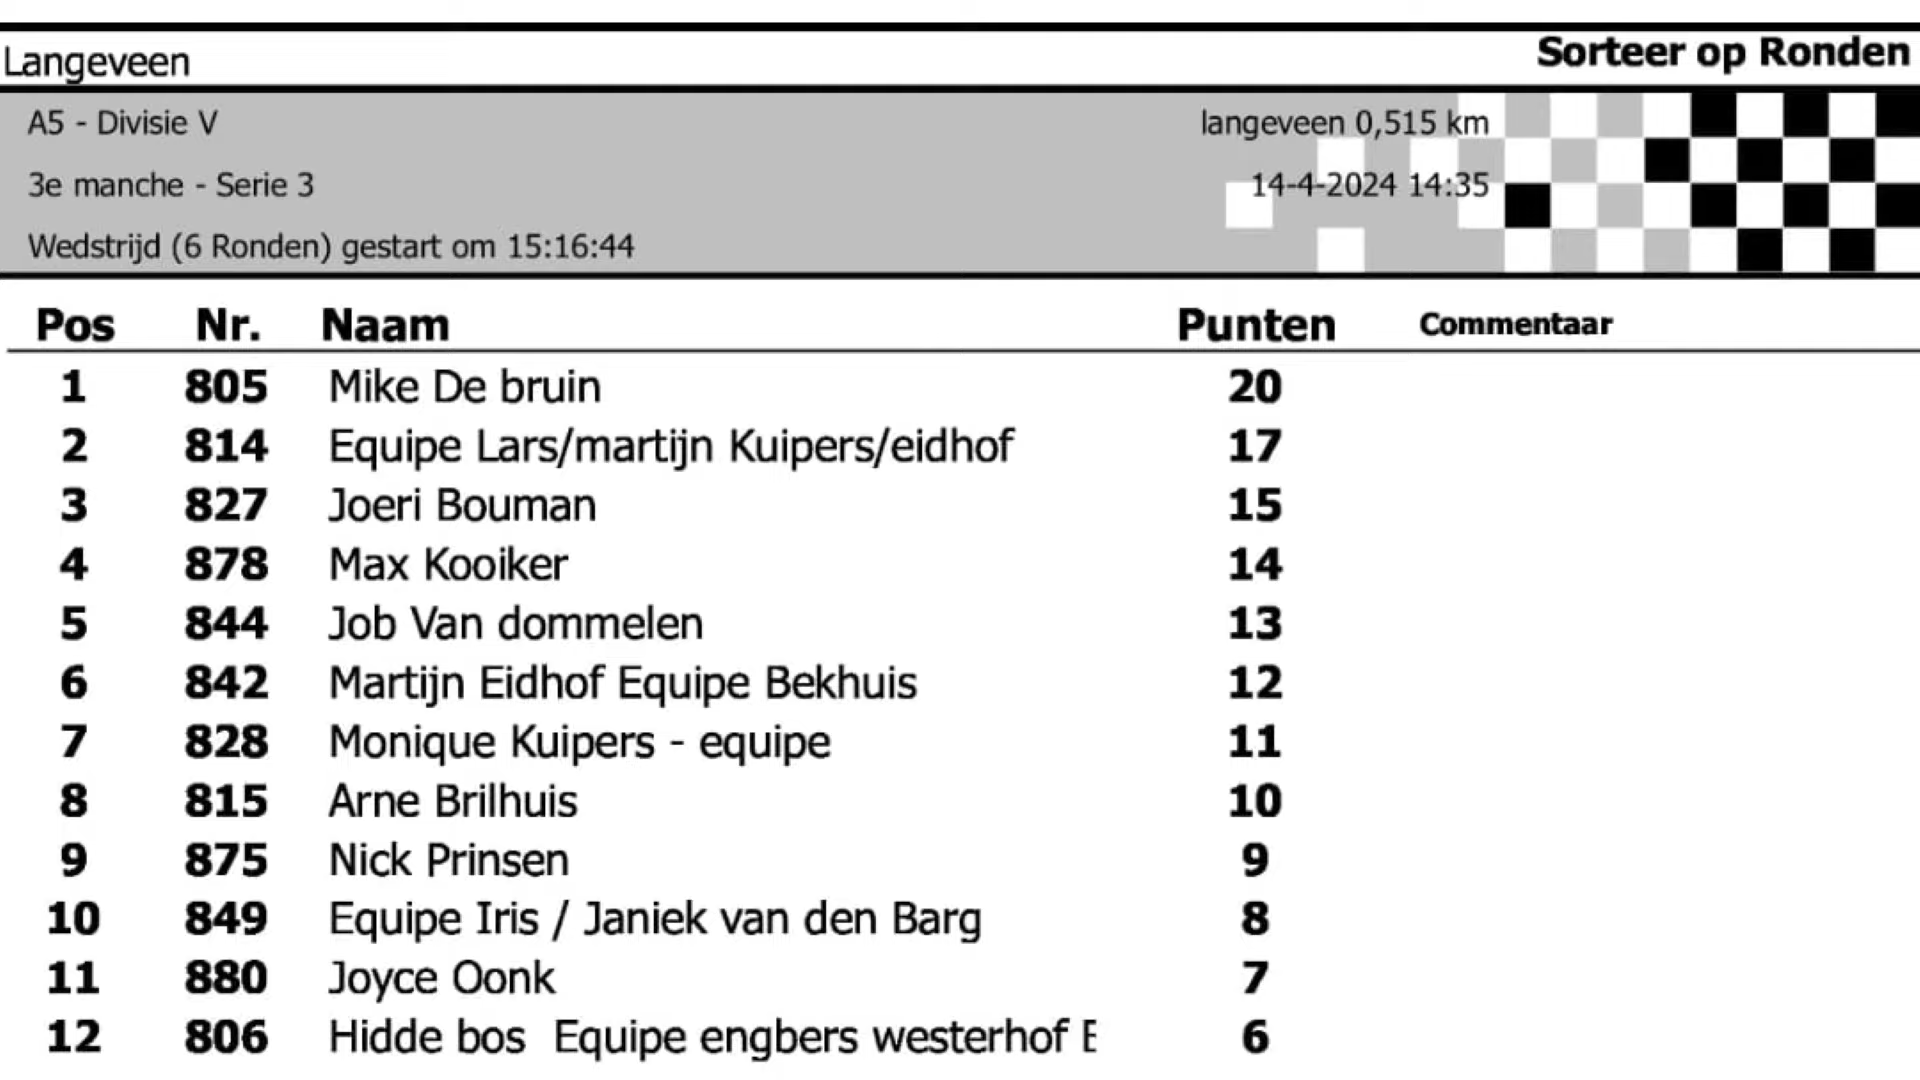 Langeveen
Sorteer op Ronden
A5 - Divisie V
langeveen 0,515 km
3e manche - Serie 3
14-4-2024 14:35
Wedstrijd (6 Ronden) gestart om 15:16:44
Pos Nr. Naam Punten Commentaar
1 805 Mike De bruin 20
2 814 Equipe Lars/martijn Kuipers/eidhof 17
3 827 Joeri Bouman 15
4 878 Max Kooiker 14
5 844 Job Van dommelen 13
6 842 Martijn Eidhof Equipe Bekhuis 12
7 828 Monique Kuipers - equipe 11
8 815 Arne Brilhuis 10
9 875 Nick Prinsen 9
10 849 Equipe Iris / Janiek van den Barg 8
11 880 Joyce Oonk 7
12 806 Hidde bos Equipe engbers westerhof 6